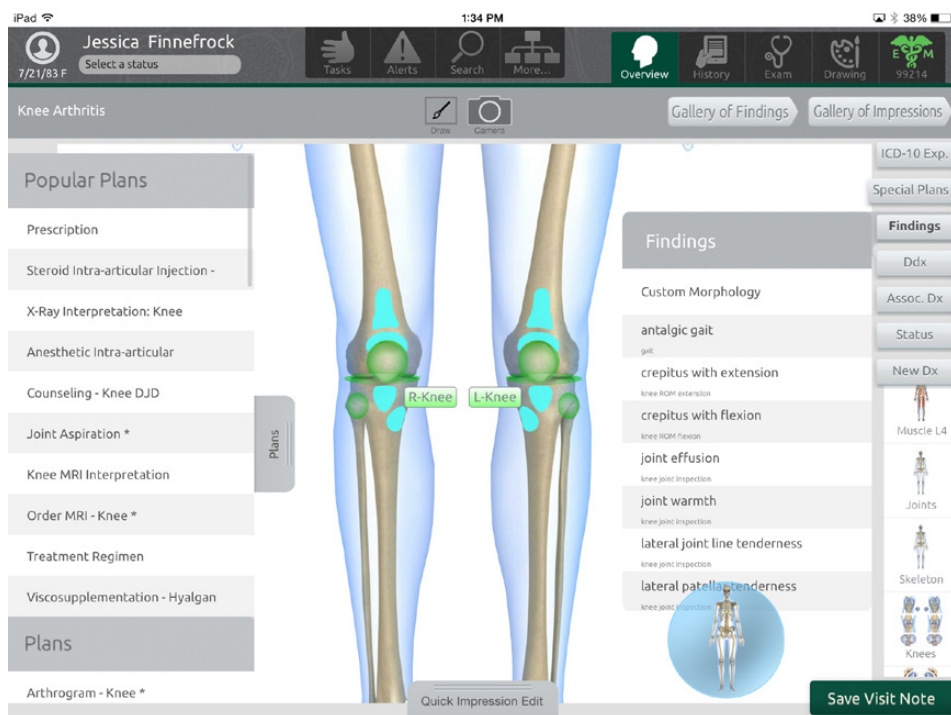 iPad
1:34 PM
38%
Jessica Finnefrock
Select a status
7/21/83 F
Tasks
Alerts
Search
More...
Overview
History
Exam
Drawing
E M
99214
Knee Arthritis
Draw
Camera
Gallery of Findings
Gallery of Impressions
Popular Plans
Prescription
Steroid Intra-articular Injection -
X-Ray Interpretation: Knee
Anesthetic Intra-articular
Counseling - Knee DJD
Joint Aspiration *
Knee MRI Interpretation
Order MRI - Knee *
Treatment Regimen
Viscosupplementation - Hyalgan
Plans
Arthrogram - Knee *
Plans
R-Knee
L-Knee
Quick Impression Edit
Findings
Custom Morphology
antalgic gait
gait
crepitus with extension
knee ROM extension
crepitus with flexion
knee ROM flexion
joint effusion
knee joint inspection
joint warmth
knee joint inspection
lateral joint line tenderness
knee joint inspection
lateral patellar tenderness
knee joint inspection
ICD-10 Exp.
Special Plans
Findings
Ddx
Assoc. Dx
Status
New Dx
Muscle L4
Joints
Skeleton
Knees
Save Visit Note